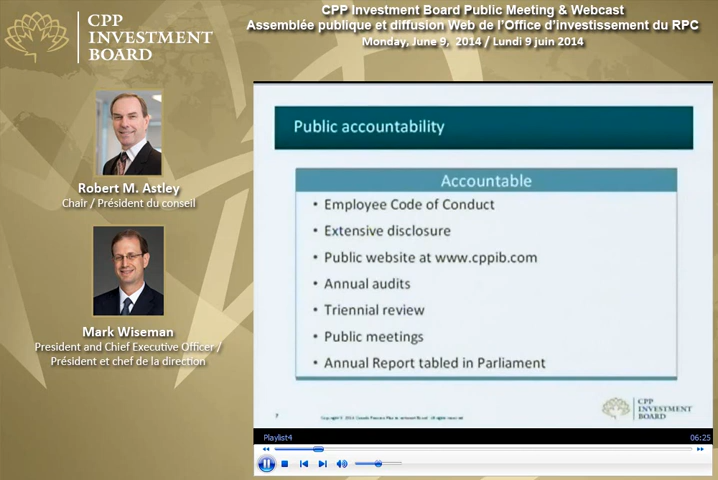 CPP
INVESTMENT
BOARD
CPP Investment Board Public Meeting & Webcast
Assemblée publique et diffusion Web de l'Office d'investissement du RPC
Monday, June 9, 2014 / Lundi 9 juin 2014
Robert M. Astley
Chair / Président du conseil
Mark Wiseman
President and Chief Executive Officer /
Président et chef de la direction
Public accountability
Accountable
• Employee Code of Conduct
• Extensive disclosure
• Public website at www.cppib.com
• Annual audits
• Triennial review
• Public meetings
• Annual Report tabled in Parliament
7
CPP
INVESTMENT
BOARD
Playlist4
06:25